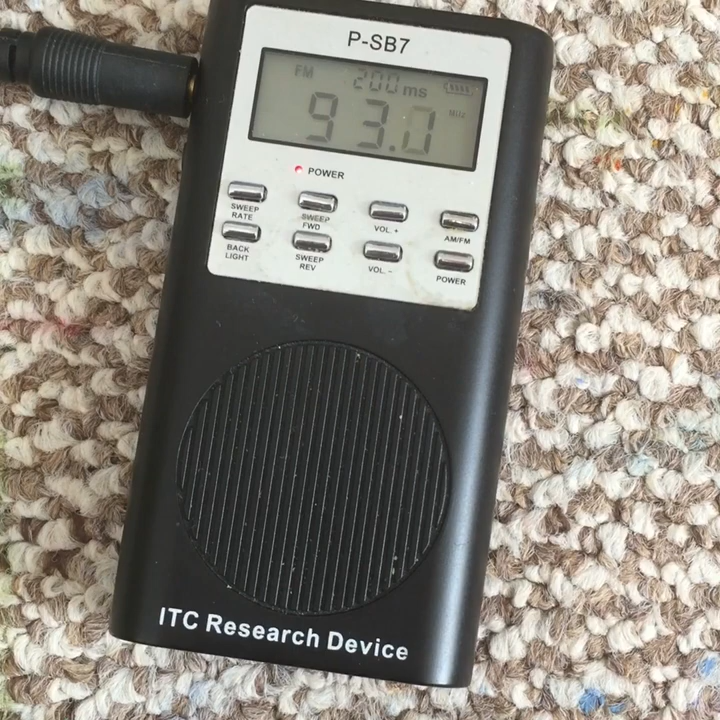 P-SB7
FM 200 ms
93.0 MHz
POWER
SWEEP RATE
SWEEP FWD
VOL. +
AM/FM
BACK LIGHT
SWEEP REV
VOL. -
POWER
ITC Research Device